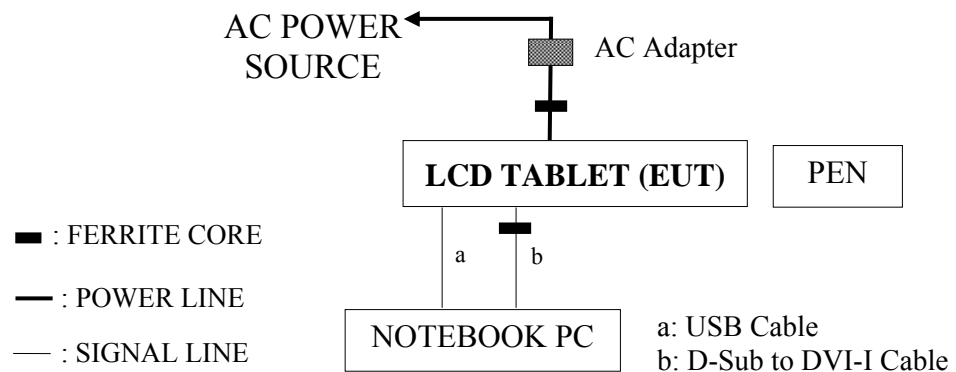 AC POWER
SOURCE
AC Adapter
LCD TABLET (EUT)
PEN
: FERRITE CORE
a
b
: POWER LINE
: SIGNAL LINE
NOTEBOOK PC
a: USB Cable
b: D-Sub to DVI-I Cable